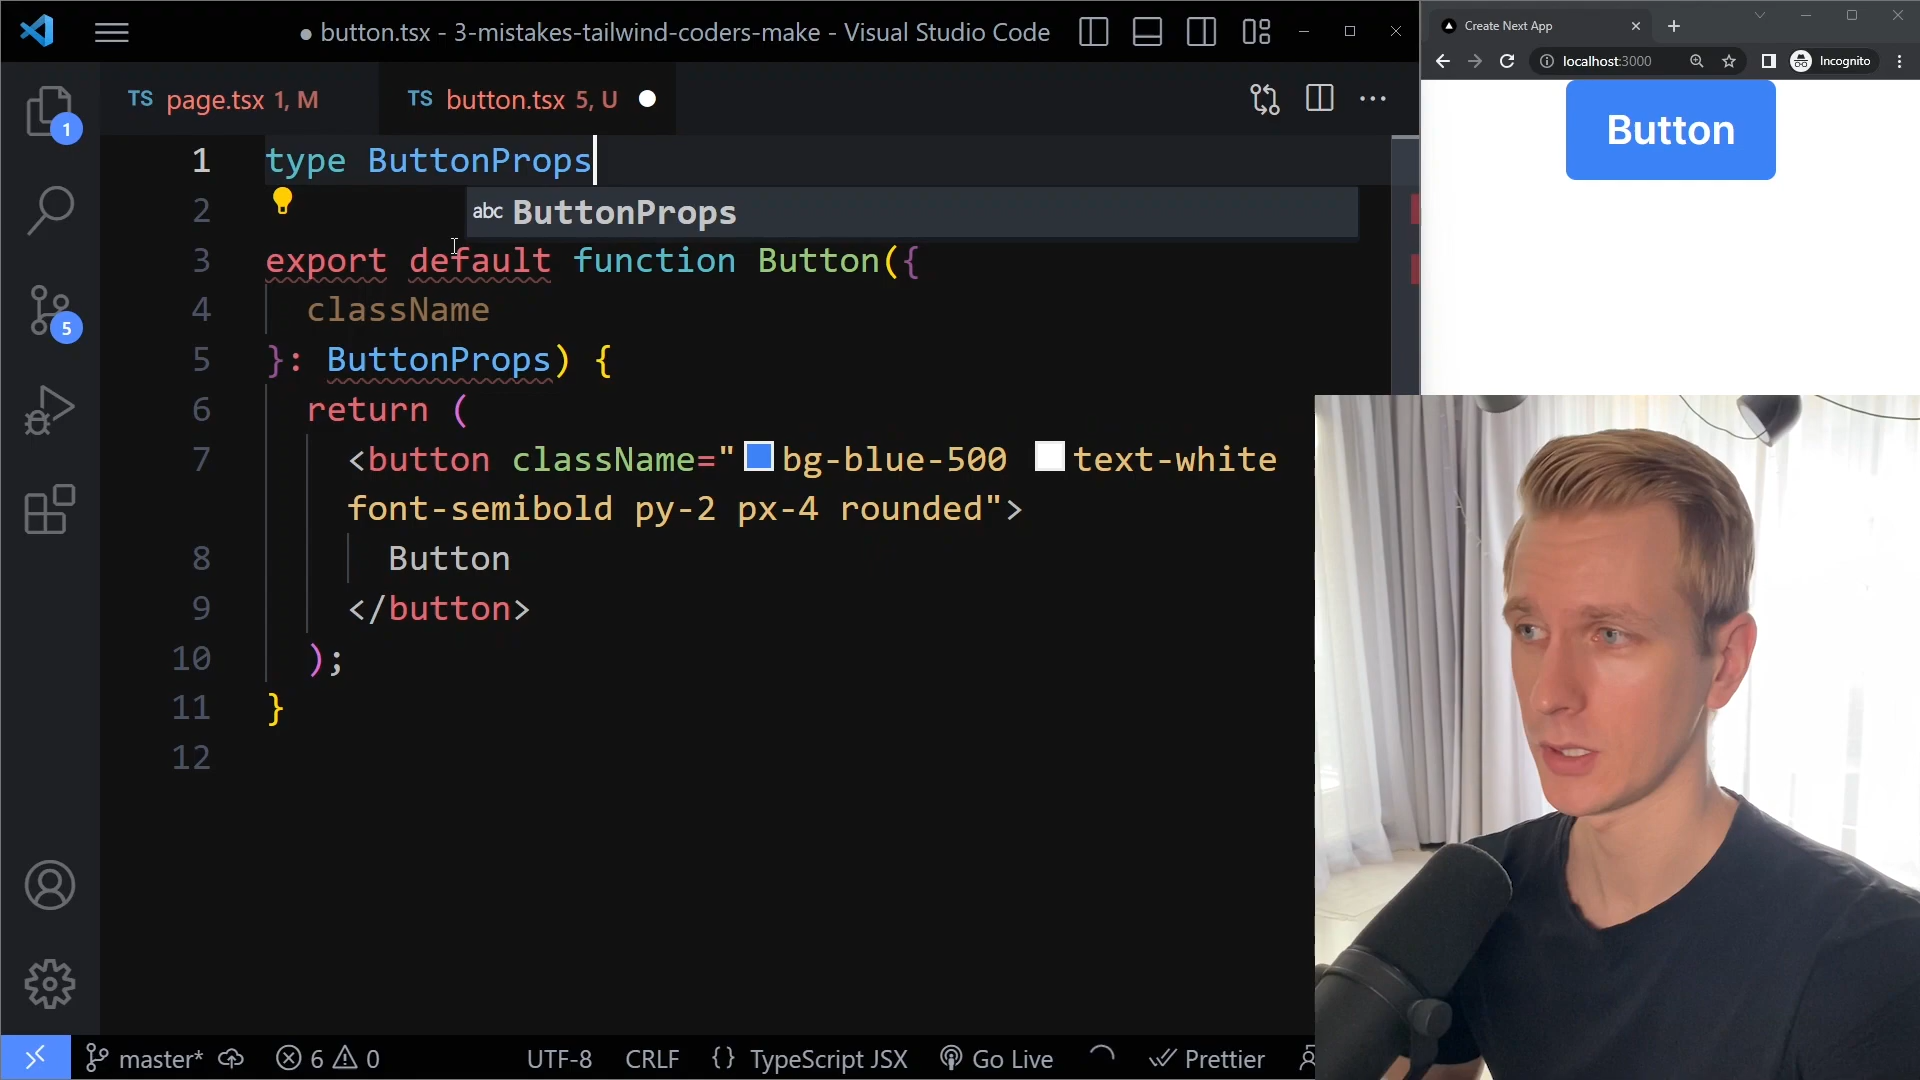 ● button.tsx - 3-mistakes-tailwind-coders-make - Visual Studio Code
TS page.tsx 1, M
TS button.tsx 5, U
1 type ButtonProps
abc ButtonProps
2
3 export default function Button({
4 className
5 }: ButtonProps) {
6 return (
7 <button className="bg-blue-500 text-white
font-semibold py-2 px-4 rounded">
8 Button
9 </button>
10 );
11 }
12
1
5
master* 6 0 UTF-8 CRLF {} TypeScript JSX Go Live Prettier
Create Next App
localhost:3000 Incognito
Button